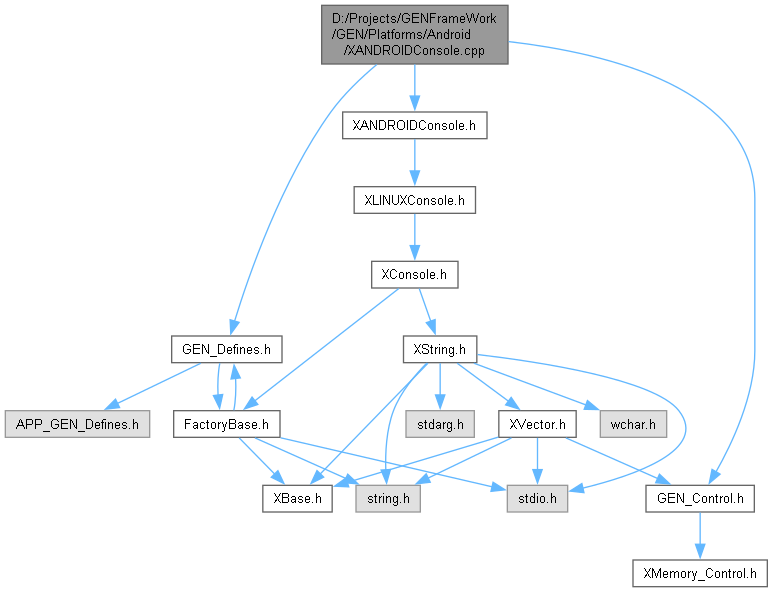 D:/Projects/GENFrameWork
/GEN/Platforms/Android
/XANDROIDConsole.cpp
XANDROIDConsole.h
XLINUXConsole.h
XConsole.h
GEN_Defines.h
XString.h
APP_GEN_Defines.h
FactoryBase.h
stdarg.h
XVector.h
wchar.h
XBase.h
string.h
stdio.h
GEN_Control.h
XMemory_Control.h